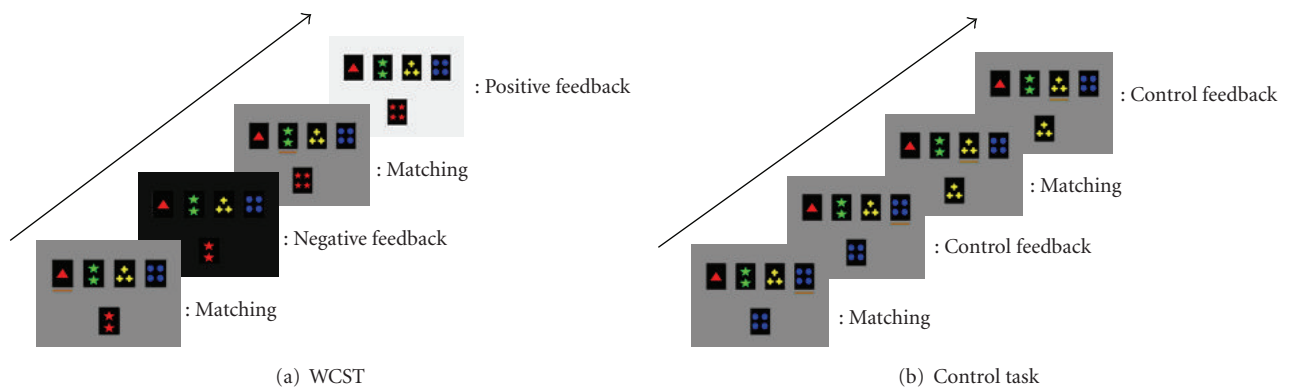 : Positive feedback
: Matching
: Negative feedback
: Matching
(a) WCST
: Control feedback
: Matching
: Control feedback
: Matching
(b) Control task